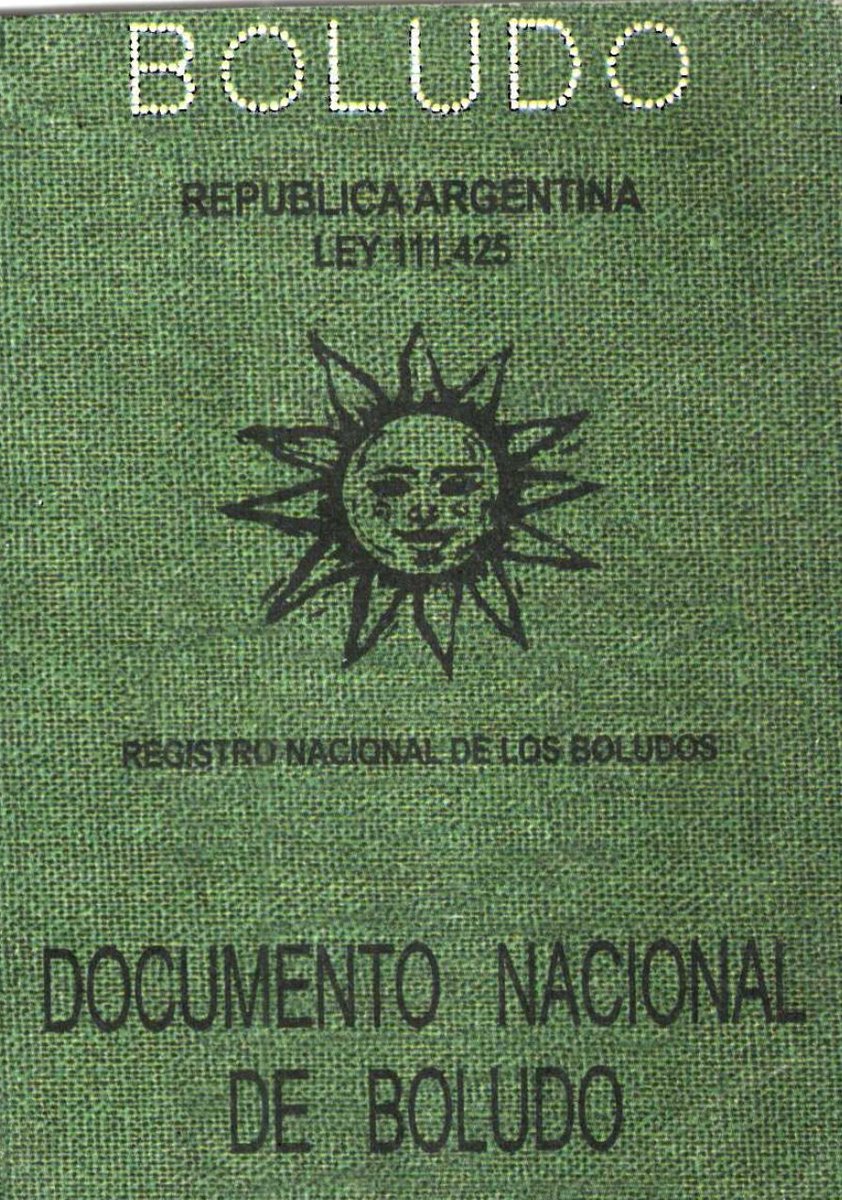 BOLUDO
REPUBLICA ARGENTINA
LEY 111.425
REGISTRO NACIONAL DE LOS BOLUDOS
DOCUMENTO NACIONAL
DE BOLUDO